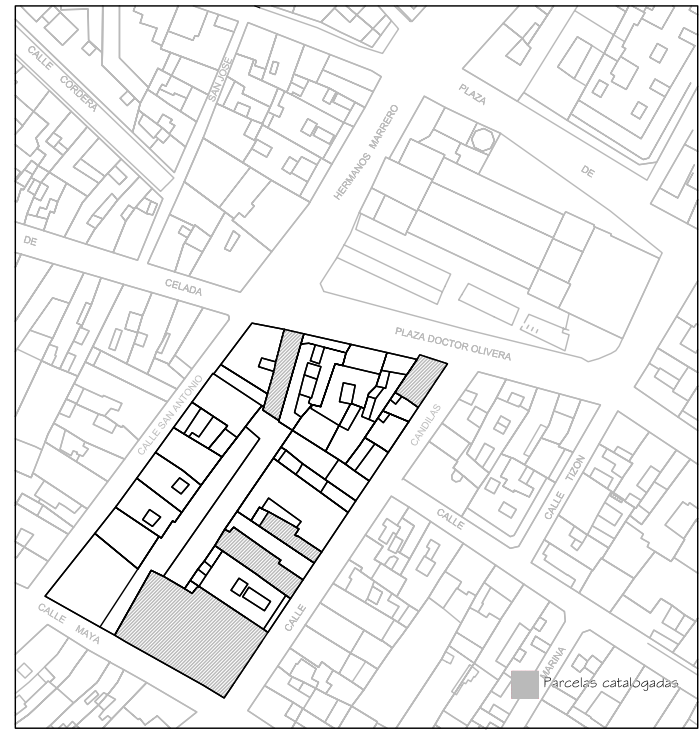 CALLE CORDERA
SAN JOSE
HERMANOS MARRERO
PLAZA
DE
DE
CELADA
PLAZA DOCTOR OLIVERA
CALLE SAN ANTONIO
CANDILAS
CALLE TIZON
CALLE
CALLE
CALLE MAYA
MARINA
Parcelas catalogadas